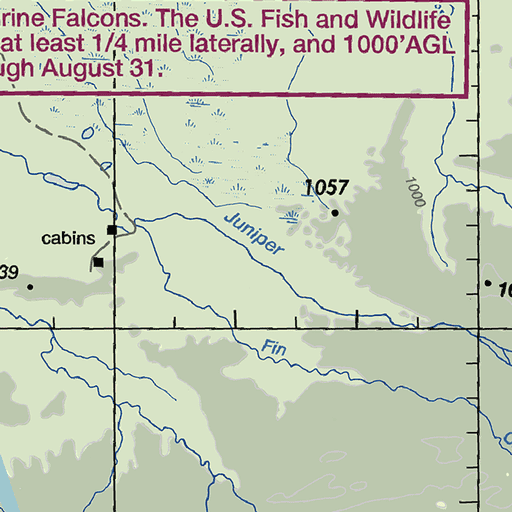 rine Falcons. The U.S. Fish and Wildlife
at least 1/4 mile laterally, and 1000'AGL
ugh August 31.
1057
1000
Juniper
cabins
39
Fin